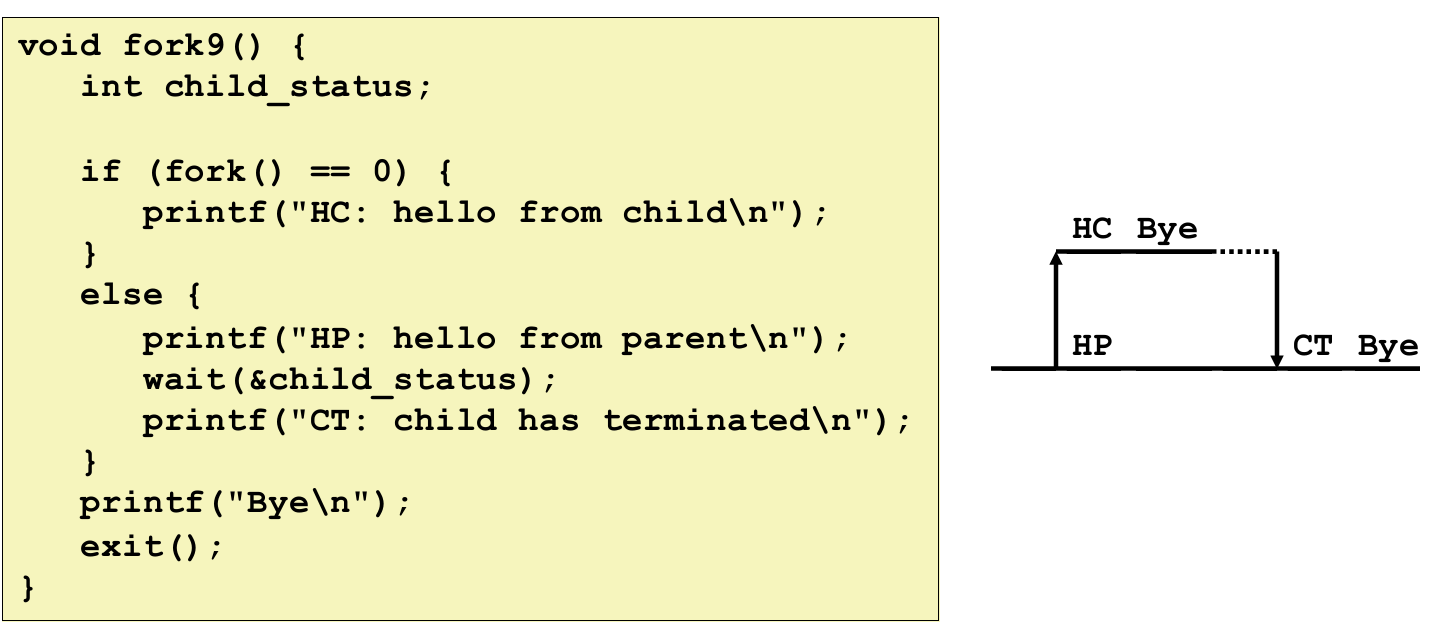 void fork9() {
    int child_status;

    if (fork() == 0) {
        printf("HC: hello from child\n");
    }
    else {
        printf("HP: hello from parent\n");
        wait(&child_status);
        printf("CT: child has terminated\n");
    }
    printf("Bye\n");
    exit();
}
HC Bye
HP
CT Bye